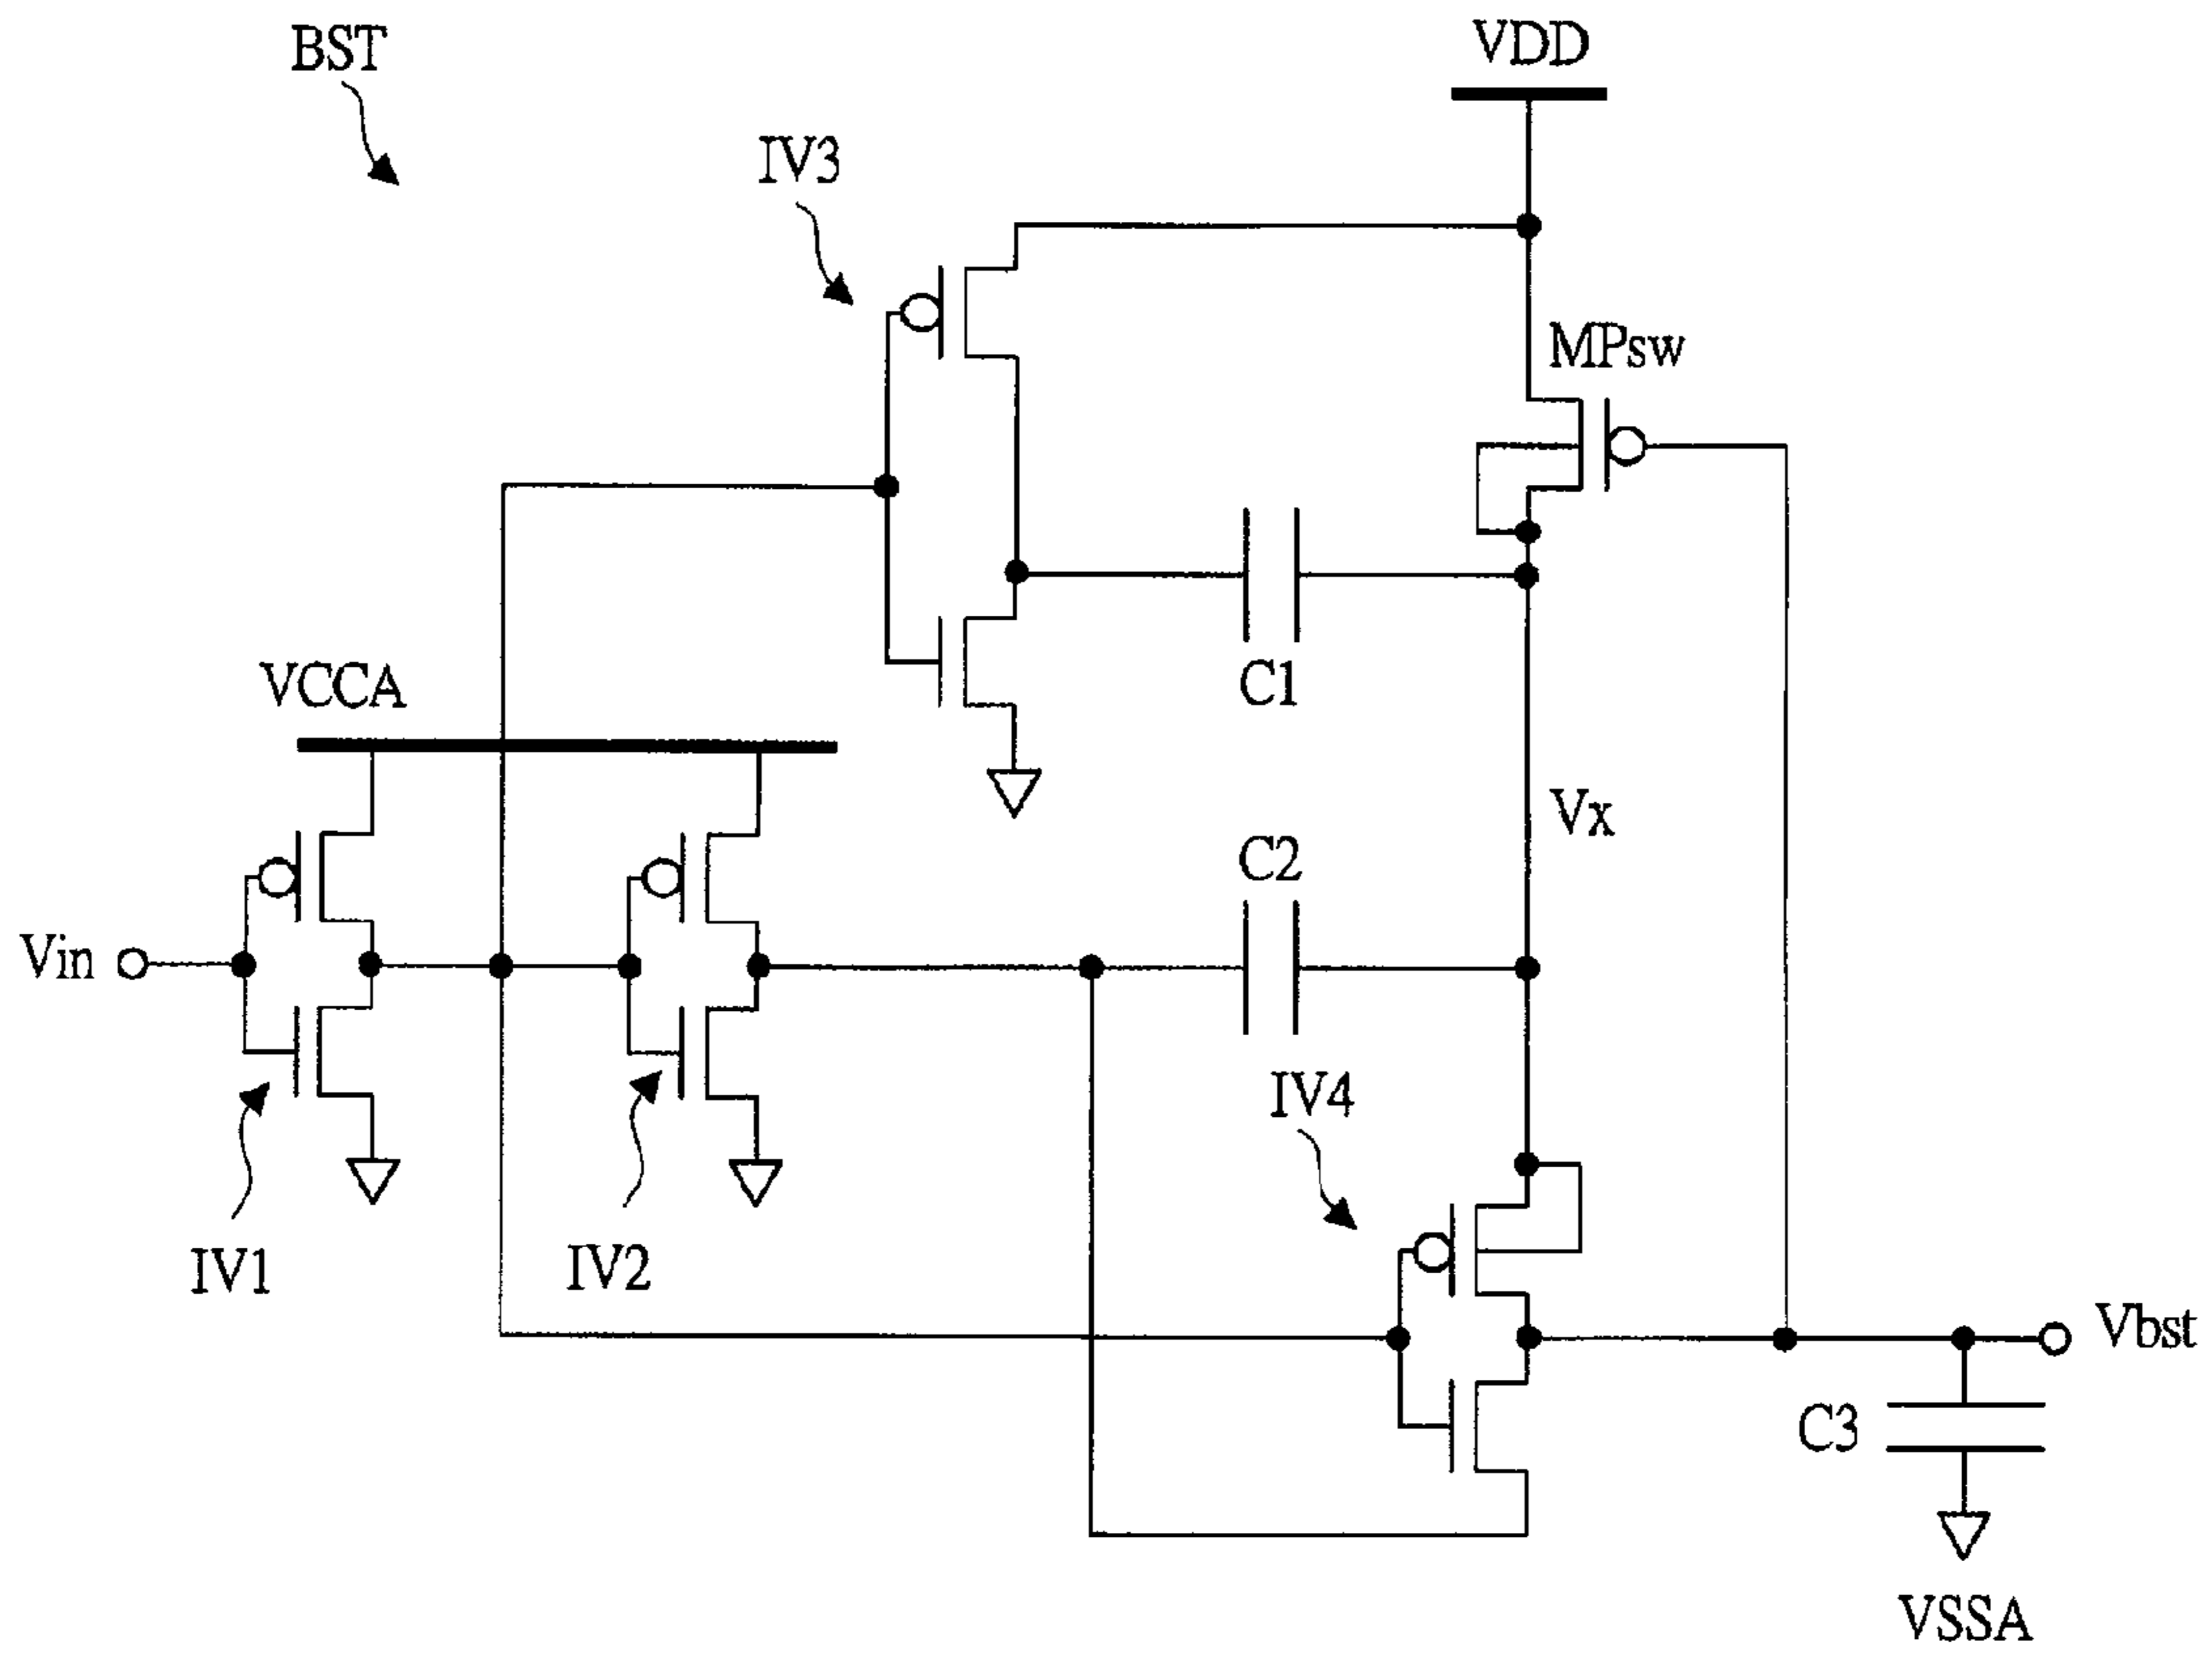 BST
VDD
IV3
MPsw
C1
VCCA
Vx
C2
Vin
IV4
IV1
IV2
Vbst
C3
VSSA